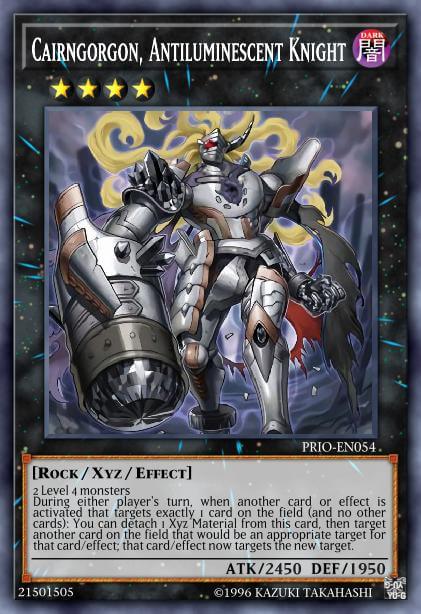 CAIRNGORGON, ANTILUMINESCENT KNIGHT
DARK
闇
PRIO-EN054
[ROCK / XYZ / EFFECT]
2 Level 4 monsters
During either player's turn, when another card or effect is
activated that targets exactly 1 card on the field (and no other
cards): You can detach 1 Xyz Material from this card, then target
another card on the field that would be an appropriate target for
that card/effect; that card/effect now targets the new target.
ATK/2450 DEF/1950
21501505
©1996 KAZUKI TAKAHASHI